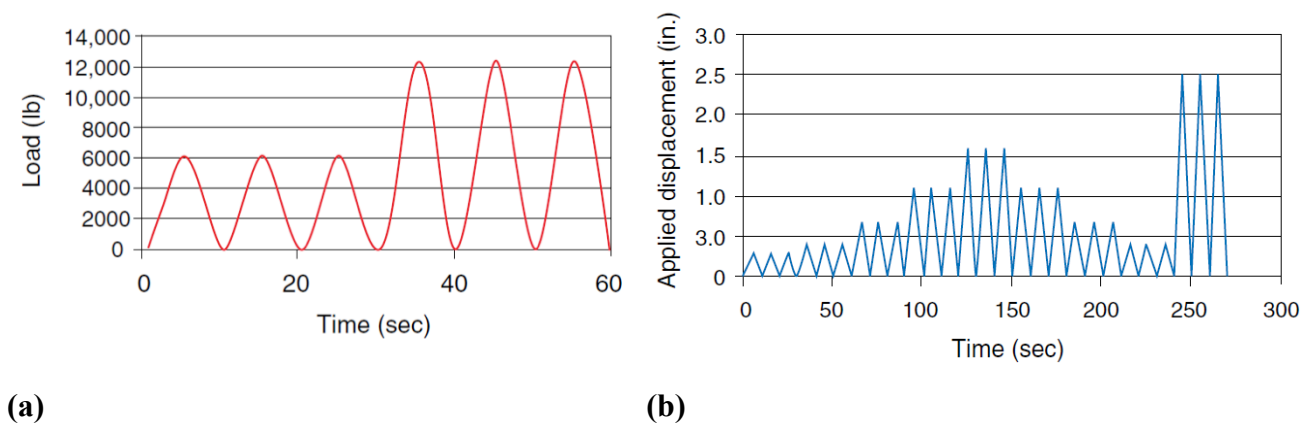 14,000
12,000
10,000
8000
6000
4000
2000
0
Load (lb)
0 20 40 60
Time (sec)
(a)
3.0
2.5
2.0
1.5
1.0
3.0
0
Applied displacement (in.)
0 50 100 150 200 250 300
Time (sec)
(b)